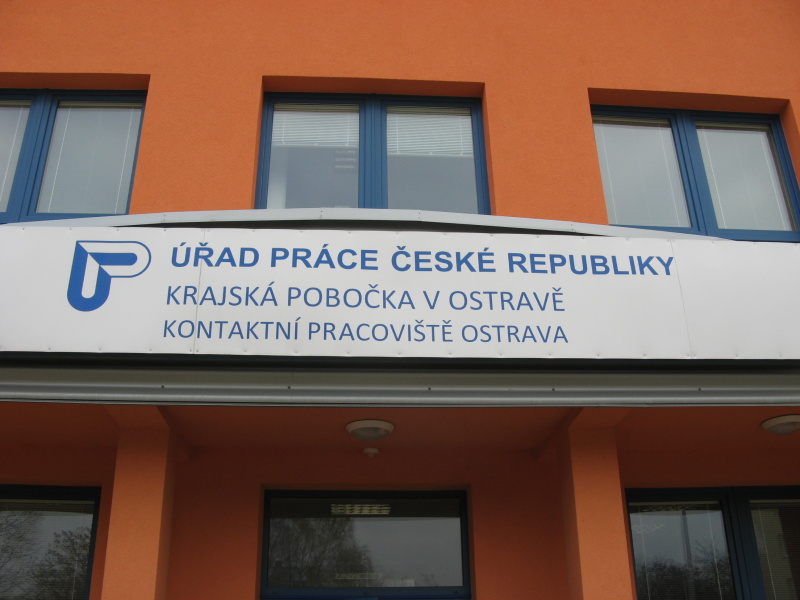 ÚŘAD PRÁCE ČESKÉ REPUBLIKY
KRAJSKÁ POBOČKA V OSTRAVĚ
KONTAKTNÍ PRACOVIŠTĚ OSTRAVA